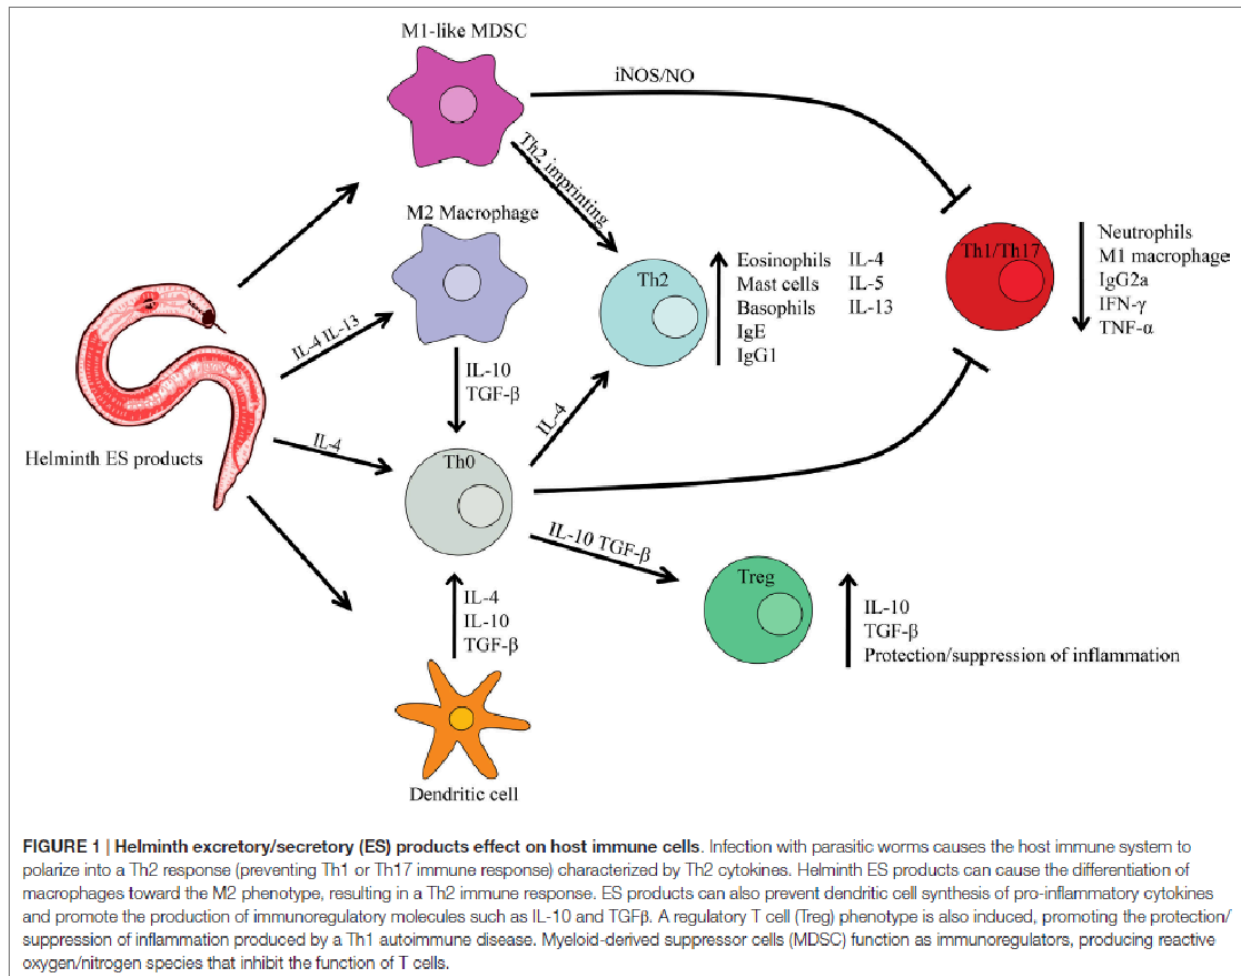 M1-like MDSC
iNOS/NO
Th2 imprinting
M2 Macrophage
IL-4 IL-13
IL-10
TGF-β
Th2
Eosinophils IL-4
Mast cells IL-5
Basophils IL-13
IgE
IgG1
Th1/Th17
Neutrophils
M1 macrophage
IgG2a
IFN-γ
TNF-α
Helminth ES products
IL-4
Th0
IL-4
IL-10 TGF-β
Treg
IL-10
TGF-β
Protection/suppression of inflammation
IL-4
IL-10
TGF-β
Dendritic cell
FIGURE 1 | Helminth excretory/secretory (ES) products effect on host immune cells. Infection with parasitic worms causes the host immune system to
polarize into a Th2 response (preventing Th1 or Th17 immune response) characterized by Th2 cytokines. Helminth ES products can cause the differentiation of
macrophages toward the M2 phenotype, resulting in a Th2 immune response. ES products can also prevent dendritic cell synthesis of pro-inflammatory cytokines
and promote the production of immunoregulatory molecules such as IL-10 and TGFβ. A regulatory T cell (Treg) phenotype is also induced, promoting the protection/
suppression of inflammation produced by a Th1 autoimmune disease. Myeloid-derived suppressor cells (MDSC) function as immunoregulators, producing reactive
oxygen/nitrogen species that inhibit the function of T cells.